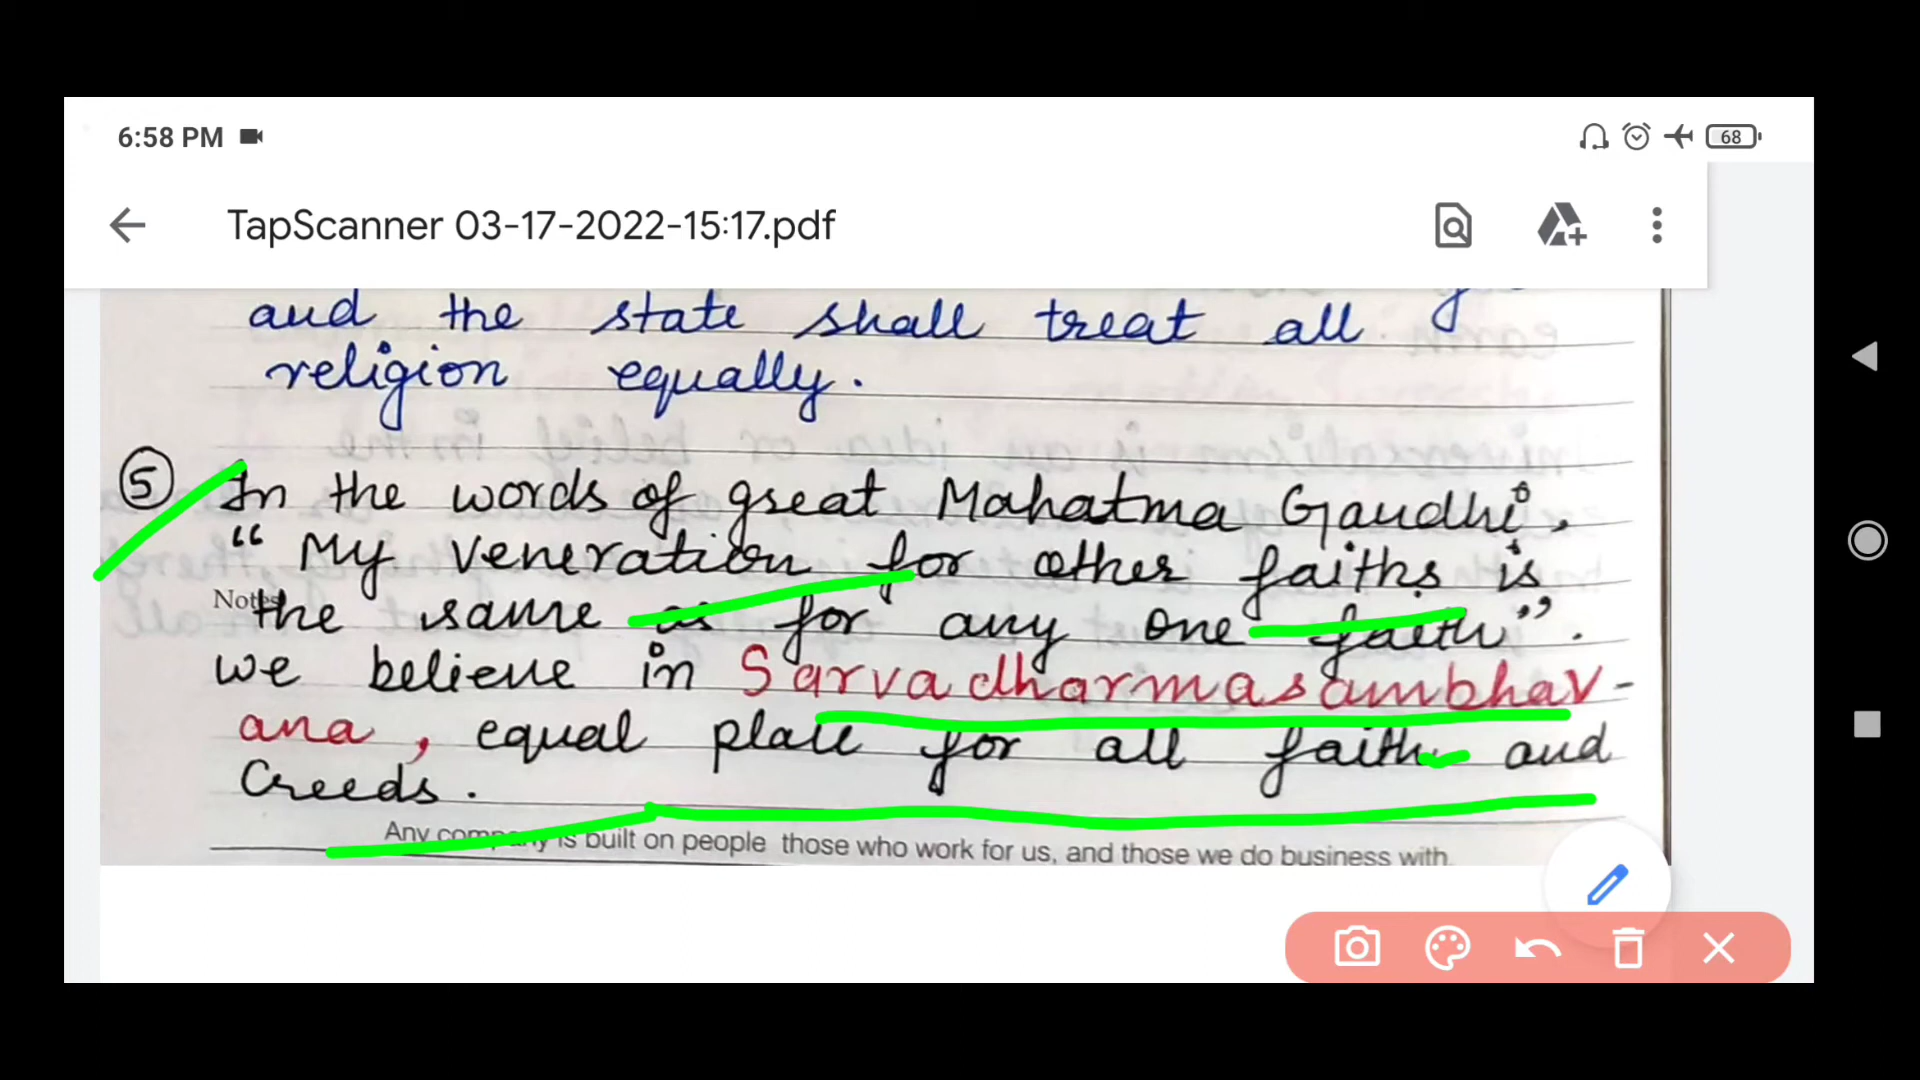 6:58 PM
68
TapScanner 03-17-2022-15:17.pdf
and the state shall treat all
religion equally.
5 In the words of great Mahatma Gaudhi.
“ My veneration for other faiths is
Notes
the same as for any one faith”.
we believe in Sarvadharmasambhav-
ana, equal place for all faith and
Creeds.
Any company is built on people those who work for us, and those we do business with.